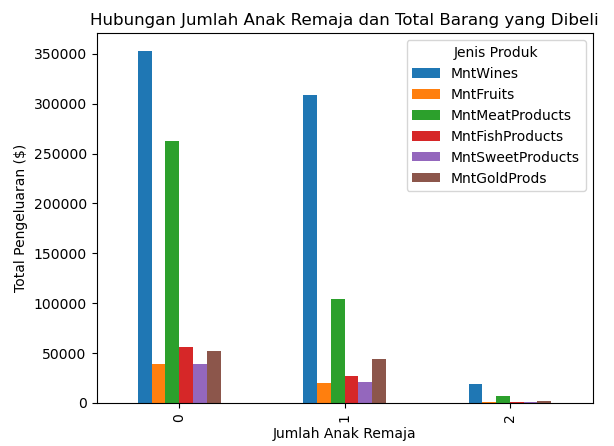 Hubungan Jumlah Anak Remaja dan Total Barang yang Dibeli
Total Pengeluaran ($)
350000
300000
250000
200000
150000
100000
50000
0
Jenis Produk
MntWines
MntFruits
MntMeatProducts
MntFishProducts
MntSweetProducts
MntGoldProds
0
1
2
Jumlah Anak Remaja